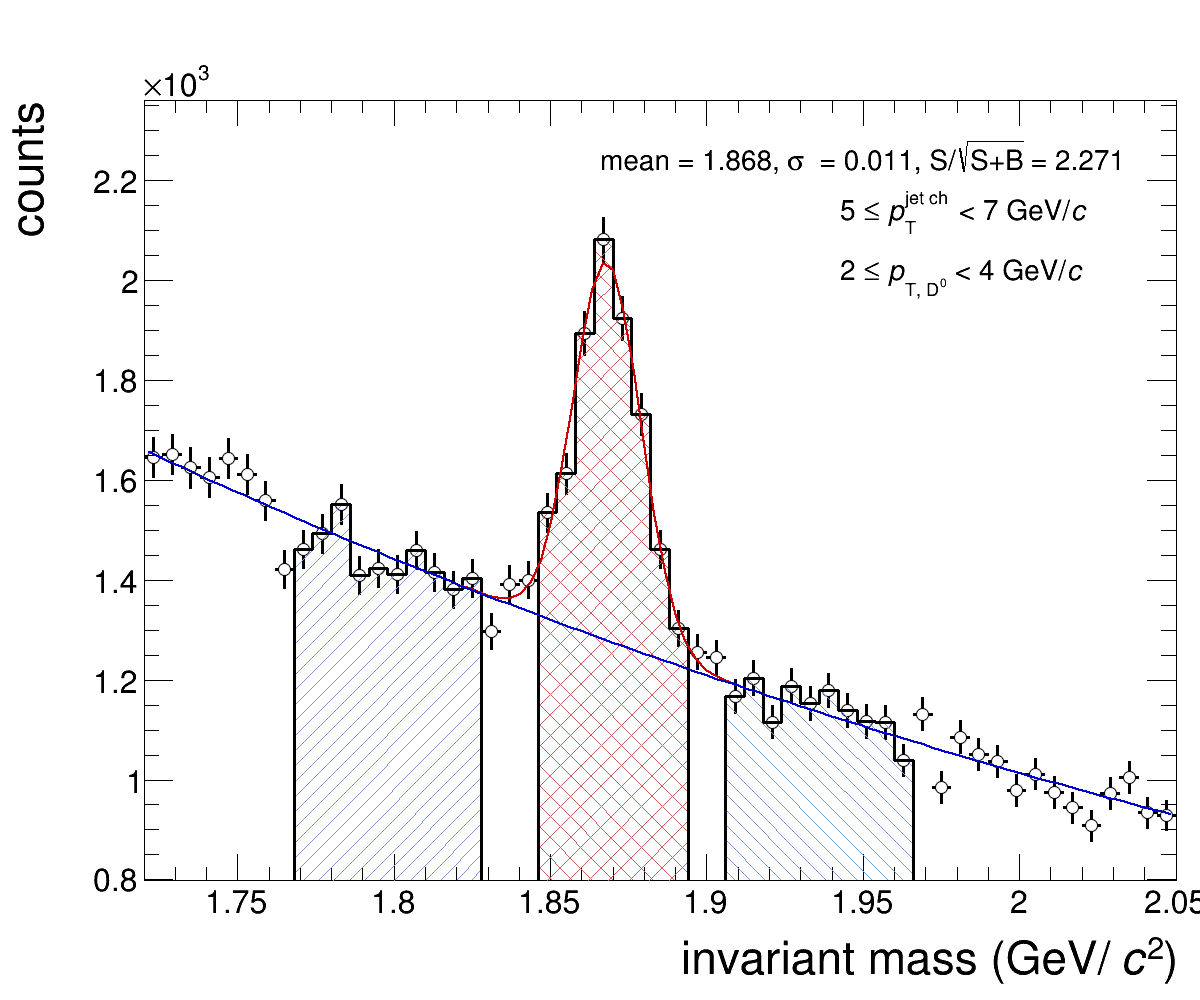 ×10³
counts
mean = 1.868, σ = 0.011, S/√S+B = 2.271
5 ≤ p_T^jet ch < 7 GeV/c
2 ≤ p_T, D⁰ < 4 GeV/c
2.2
2
1.8
1.6
1.4
1.2
1
0.8
1.75 1.8 1.85 1.9 1.95 2 2.05
invariant mass (GeV/ c²)